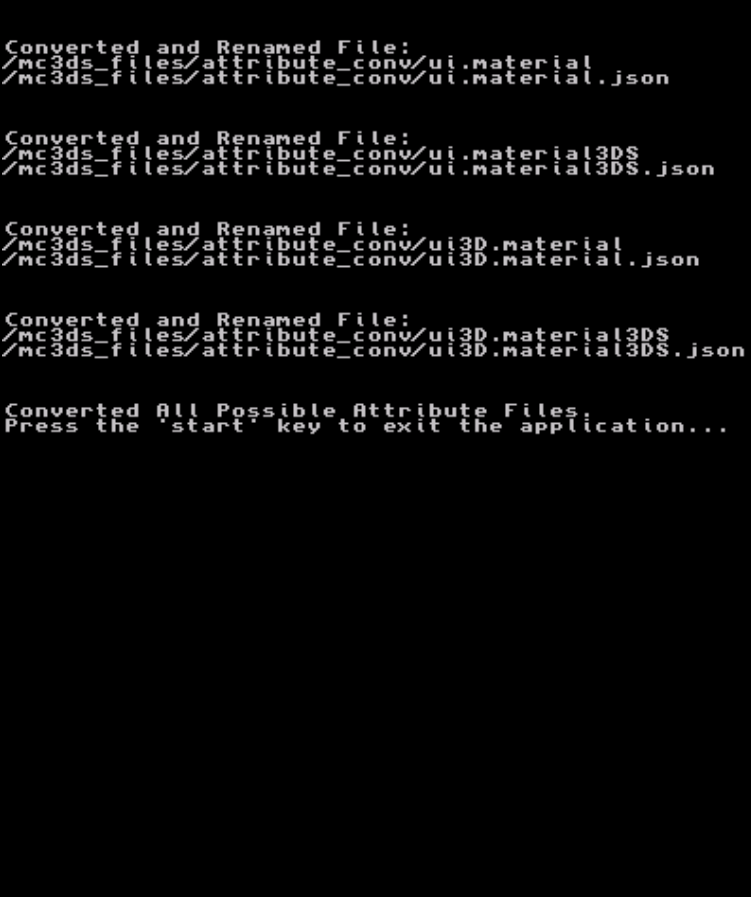 Converted and Renamed File:
/mc3ds_files/attribute_conv/ui.material
/mc3ds_files/attribute_conv/ui.material.json
Converted and Renamed File:
/mc3ds_files/attribute_conv/ui.material3DS
/mc3ds_files/attribute_conv/ui.material3DS.json
Converted and Renamed File:
/mc3ds_files/attribute_conv/ui3D.material
/mc3ds_files/attribute_conv/ui3D.material.json
Converted and Renamed File:
/mc3ds_files/attribute_conv/ui3D.material3DS
/mc3ds_files/attribute_conv/ui3D.material3DS.json
Converted All Possible Attribute Files.
Press the 'start' key to exit the application...